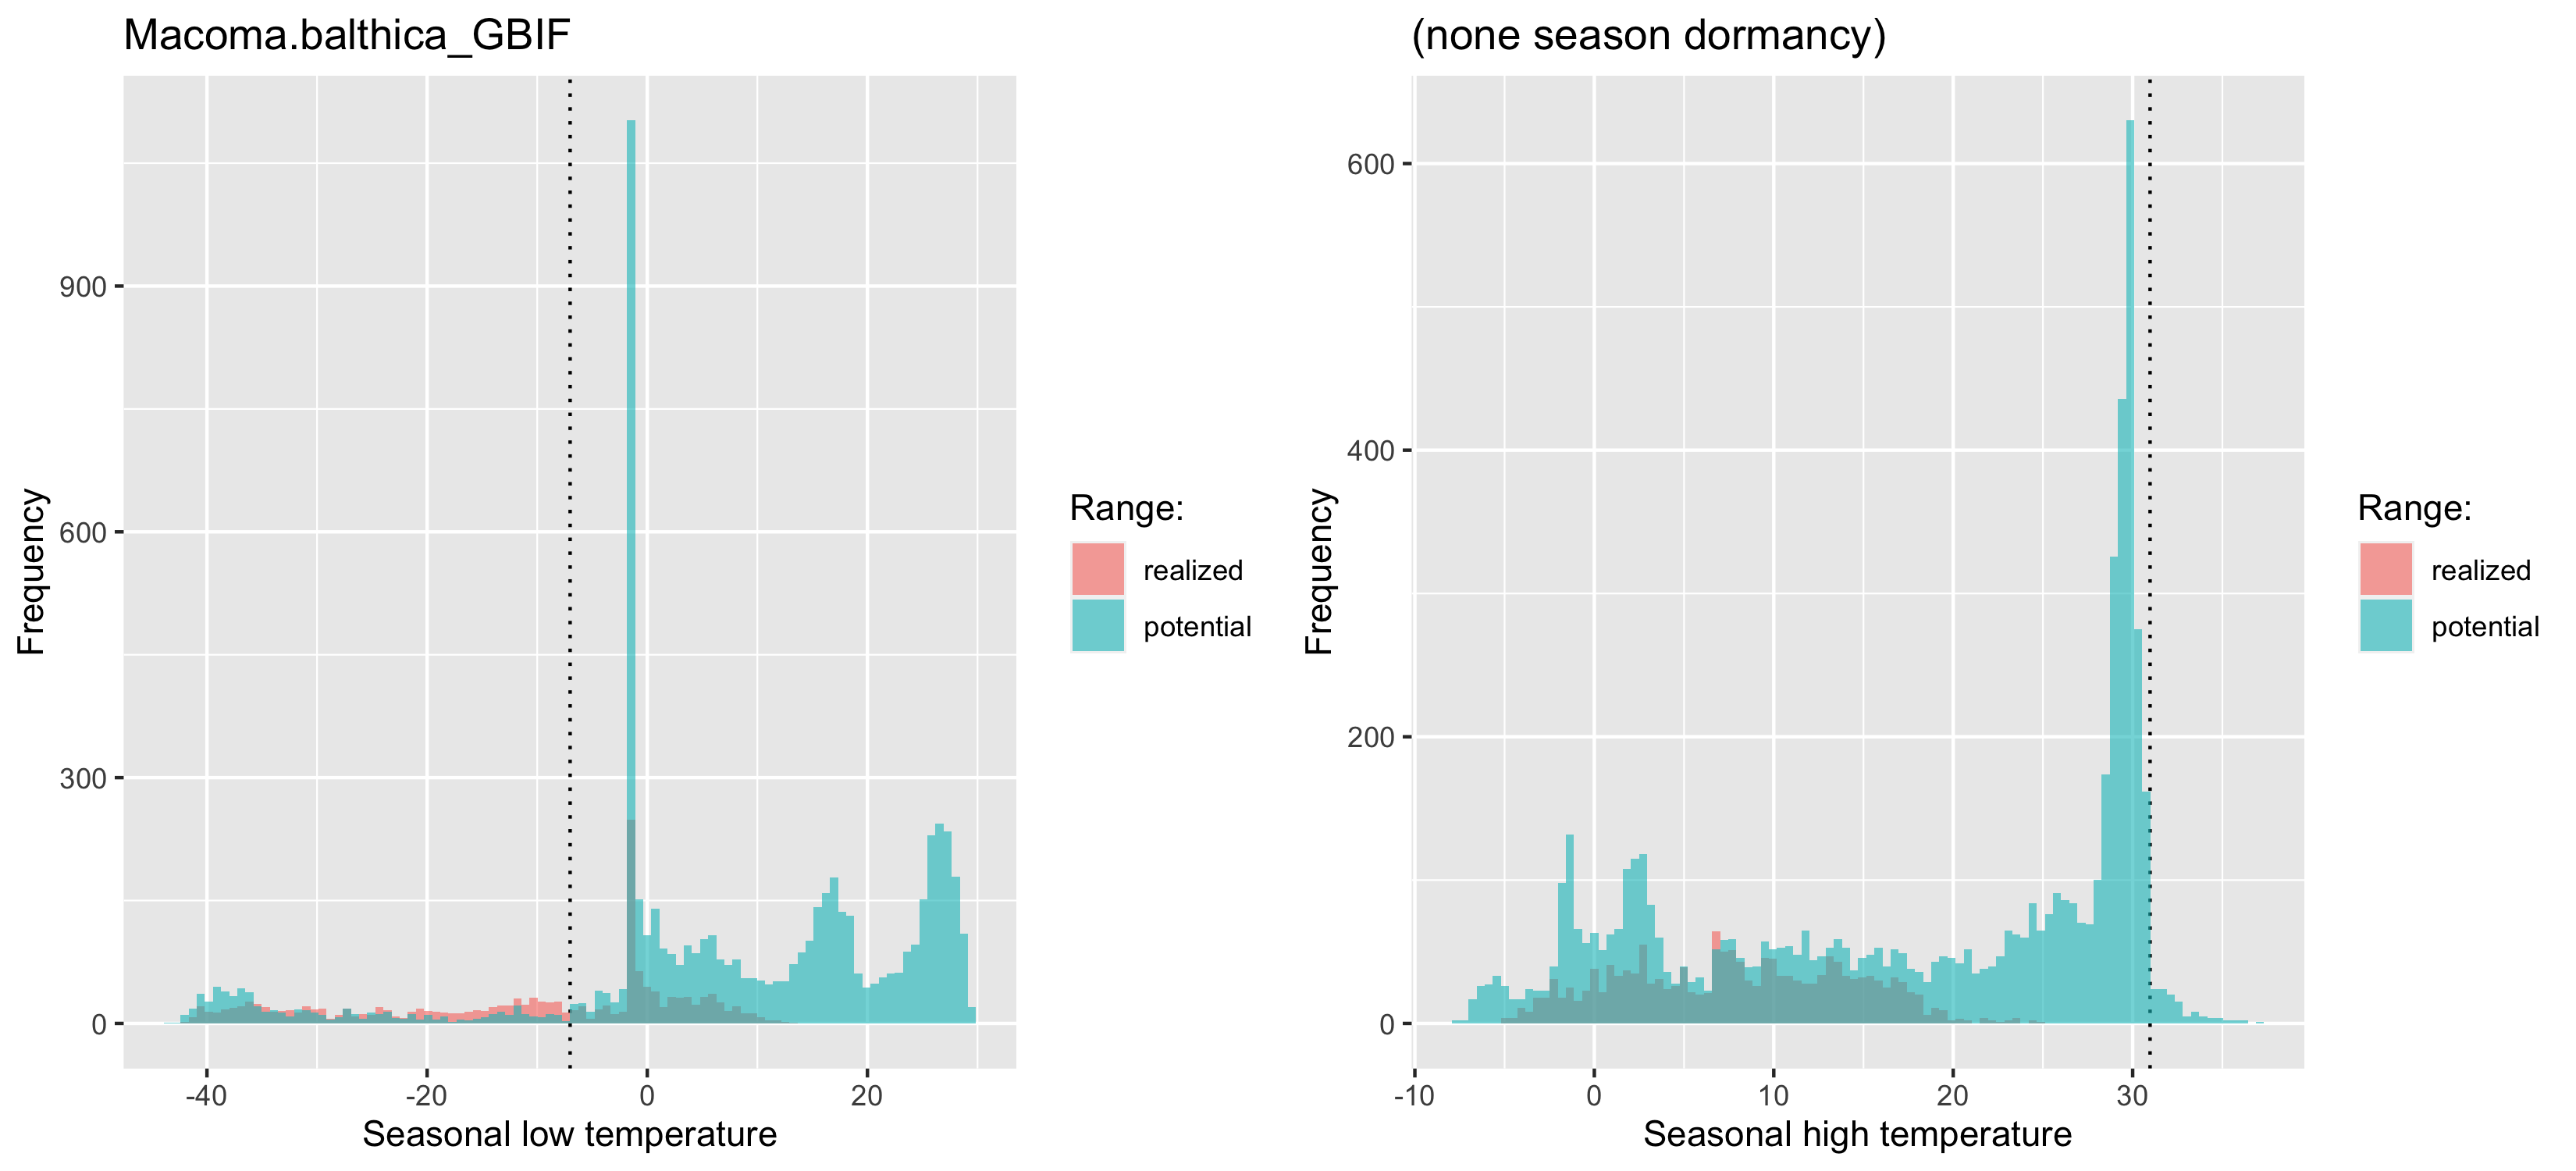 Macoma.balthica_GBIF
Frequency
900
600
300
0
-40
-20
0
20
Seasonal low temperature
Range:
realized
potential
(none season dormancy)
Frequency
600
400
200
0
-10
0
10
20
30
Seasonal high temperature
Range:
realized
potential